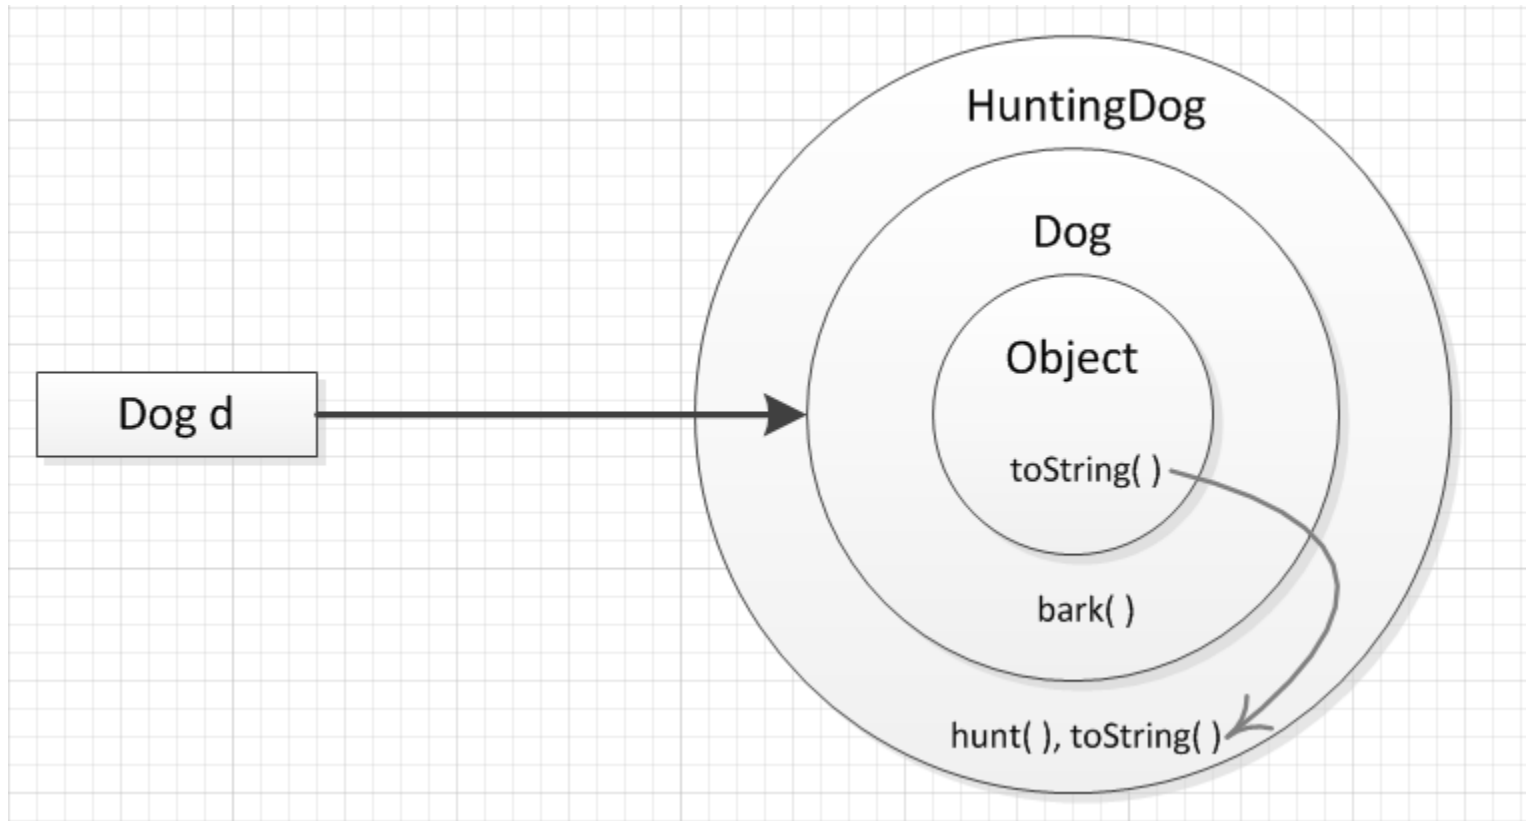 HuntingDog
Dog
Object
Dog d
toString( )
bark( )
hunt( ), toString( )